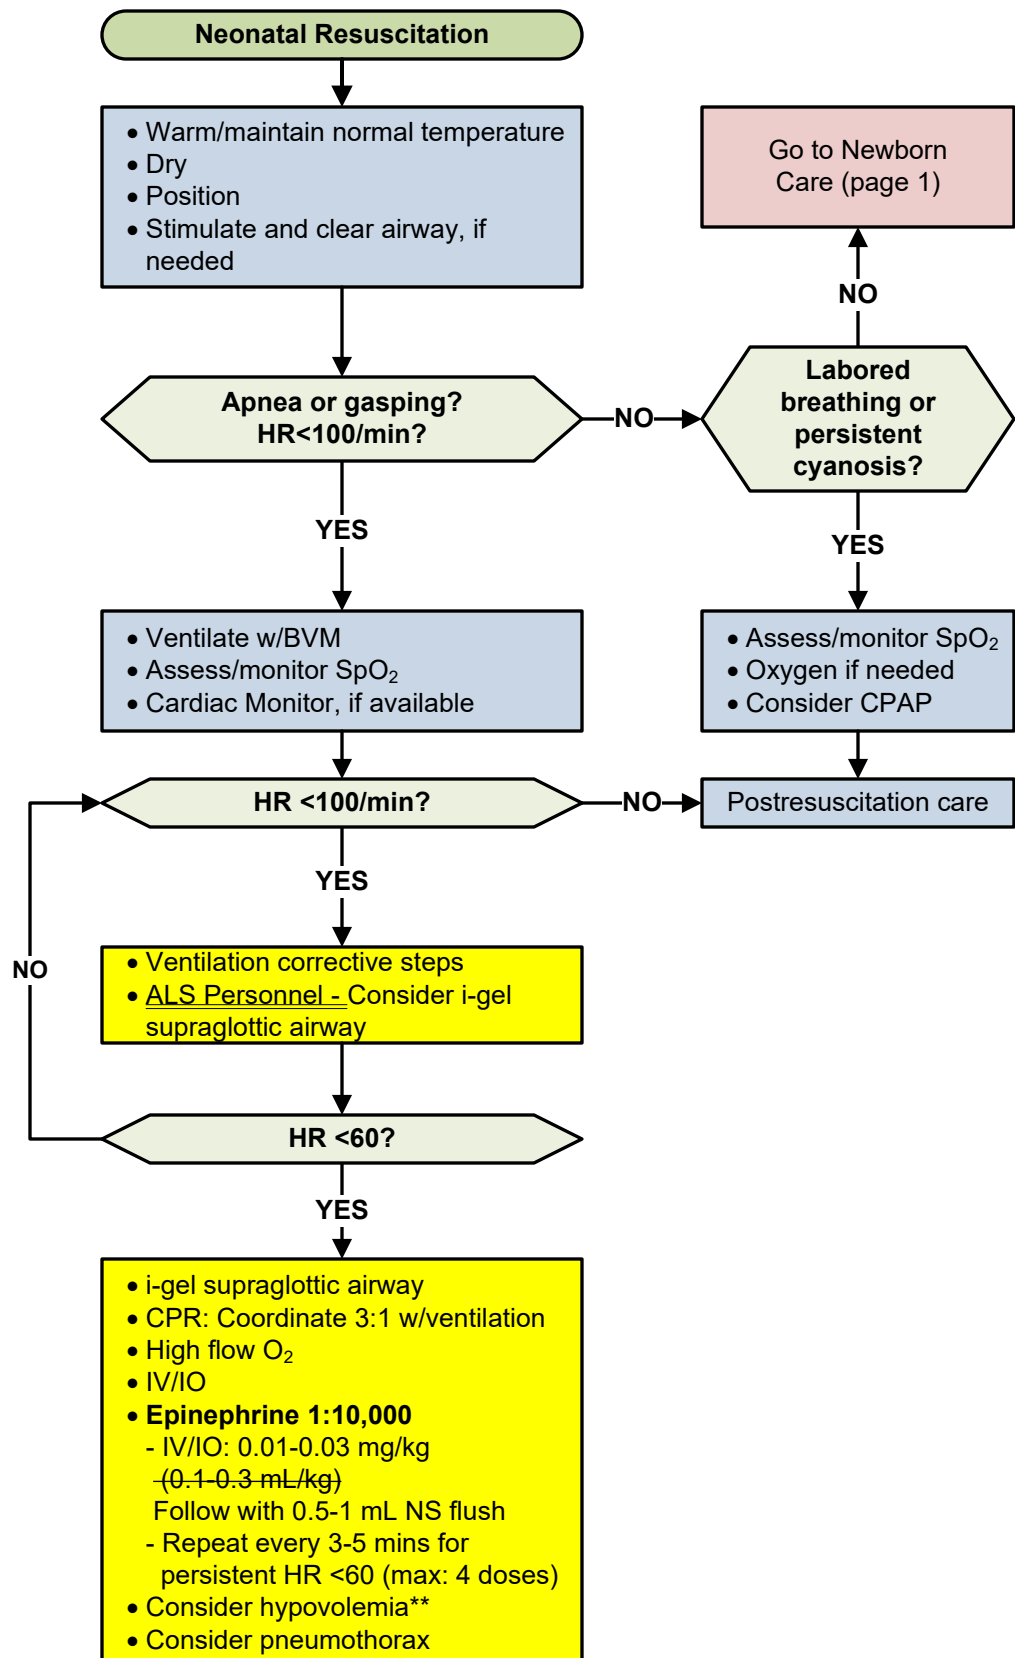 Neonatal Resuscitation
• Warm/maintain normal temperature
• Dry
• Position
• Stimulate and clear airway, if
needed
Go to Newborn
Care (page 1)
NO
Apnea or gasping?
HR<100/min?
NO
Labored
breathing or
persistent
cyanosis?
YES
YES
• Ventilate w/BVM
• Assess/monitor SpO₂
• Cardiac Monitor, if available
• Assess/monitor SpO₂
• Oxygen if needed
• Consider CPAP
HR <100/min?
NO
Postresuscitation care
YES
NO
• Ventilation corrective steps
• ALS Personnel - Consider i-gel
supraglottic airway
HR <60?
YES
• i-gel supraglottic airway
• CPR: Coordinate 3:1 w/ventilation
• High flow O₂
• IV/IO
• Epinephrine 1:10,000
- IV/IO: 0.01-0.03 mg/kg
(0.1-0.3 mL/kg)
Follow with 0.5-1 mL NS flush
- Repeat every 3-5 mins for
persistent HR <60 (max: 4 doses)
• Consider hypovolemia**
• Consider pneumothorax